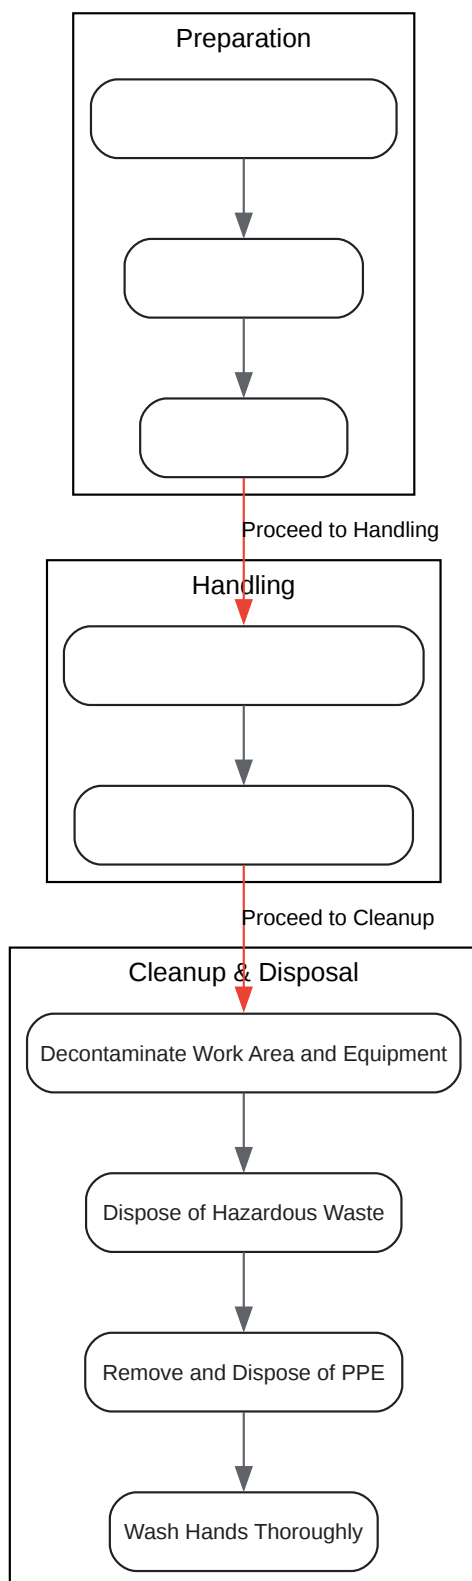 Preparation
Proceed to Handling
Handling
Proceed to Cleanup
Cleanup & Disposal
Decontaminate Work Area and Equipment
Dispose of Hazardous Waste
Remove and Dispose of PPE
Wash Hands Thoroughly